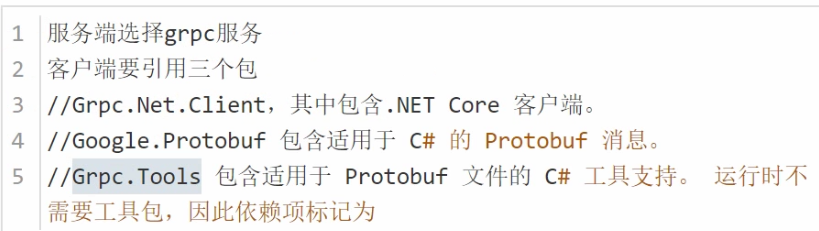 1 服务端选择grpc服务
2 客户端要引用三个包
3 //Grpc.Net.Client，其中包含.NET Core 客户端。
4 //Google.Protobuf 包含适用于 C# 的 Protobuf 消息。
5 //Grpc.Tools 包含适用于 Protobuf 文件的 C# 工具支持。 运行时不
需要工具包，因此依赖项标记为